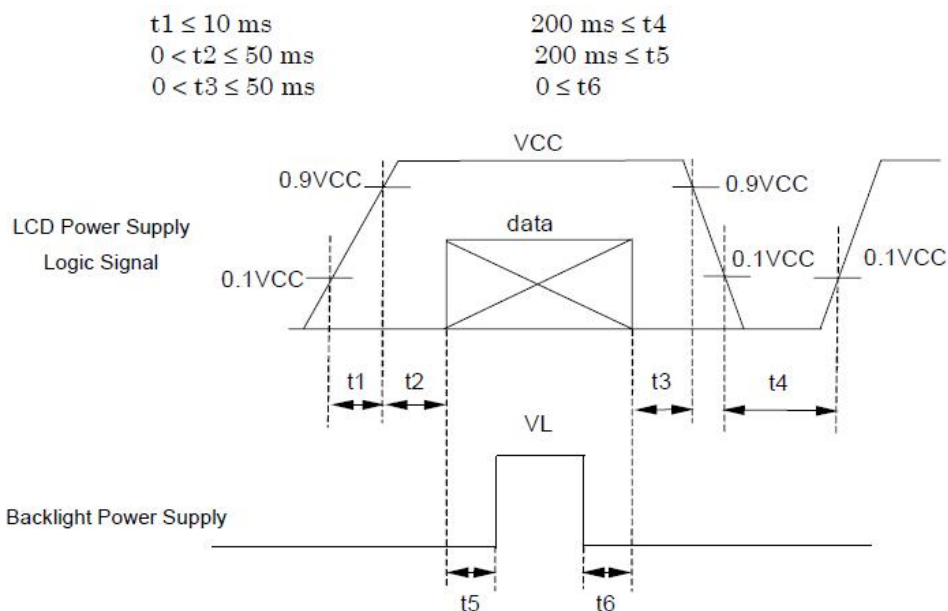 t1 ≤ 10 ms
0 < t2 ≤ 50 ms
0 < t3 ≤ 50 ms
200 ms ≤ t4
200 ms ≤ t5
0 ≤ t6
VCC
0.9VCC
0.9VCC
LCD Power Supply
Logic Signal
data
0.1VCC
0.1VCC
0.1VCC
t1
t2
t3
t4
VL
Backlight Power Supply
t5
t6